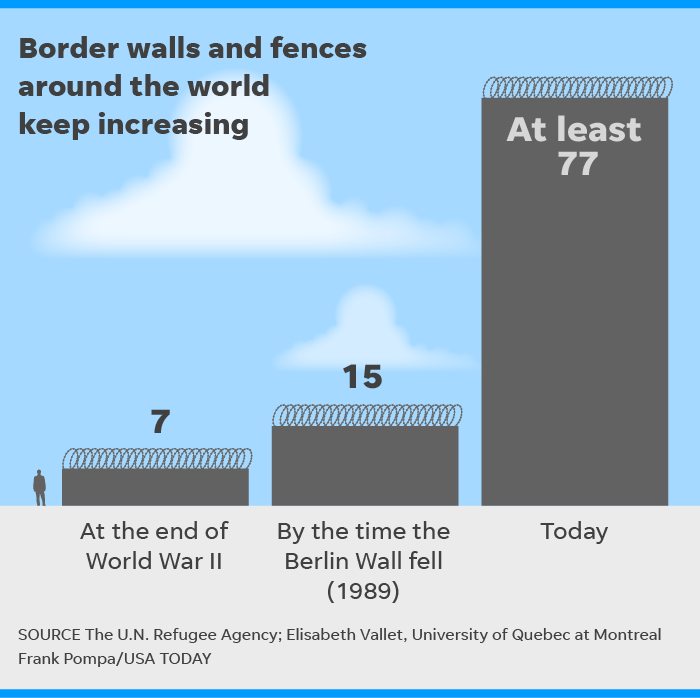 Border walls and fences
around the world
keep increasing
At least
77
15
7
At the end of
World War II
By the time the
Berlin Wall fell
(1989)
Today
SOURCE The U.N. Refugee Agency; Elisabeth Vallet, University of Quebec at Montreal
Frank Pompa/USA TODAY